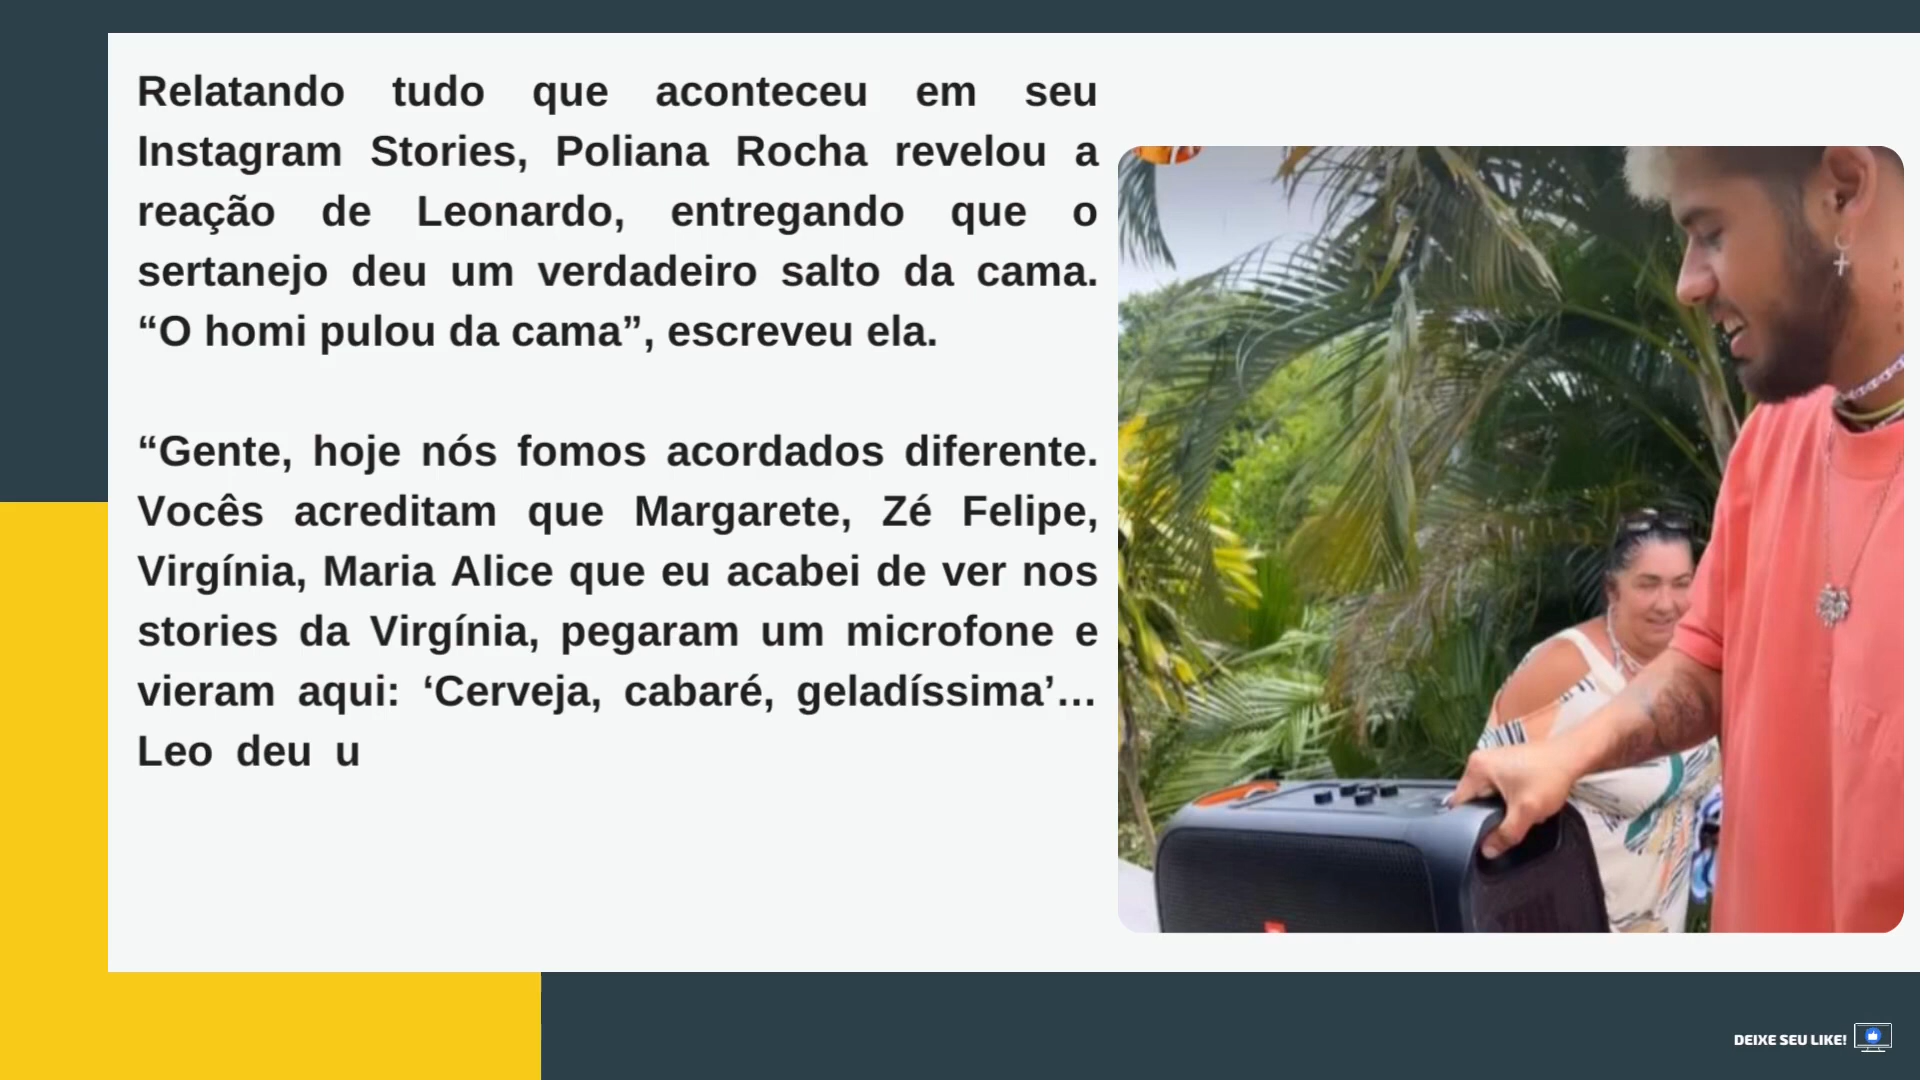 Relatando tudo que aconteceu em seu
Instagram Stories, Poliana Rocha revelou a
reação de Leonardo, entregando que o
sertanejo deu um verdadeiro salto da cama.
“O homi pulou da cama”, escreveu ela.
“Gente, hoje nós fomos acordados diferente.
Vocês acreditam que Margarete, Zé Felipe,
Virgínia, Maria Alice que eu acabei de ver nos
stories da Virgínia, pegaram um microfone e
vieram aqui: ‘Cerveja, cabaré, geladíssima’...
Leo deu u
DEIXE SEU LIKE!